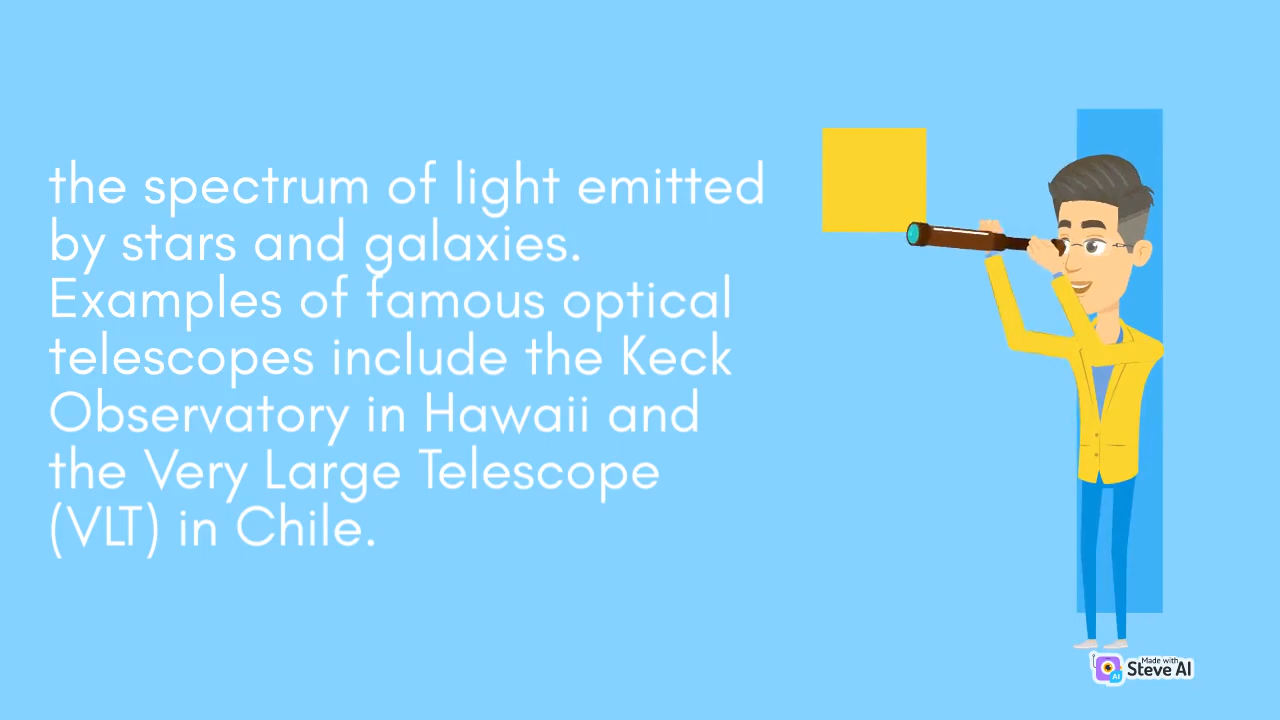 the spectrum of light emitted
by stars and galaxies.
Examples of famous optical
telescopes include the Keck
Observatory in Hawaii and
the Very Large Telescope
(VLT) in Chile.
Made with
AI
Steve AI